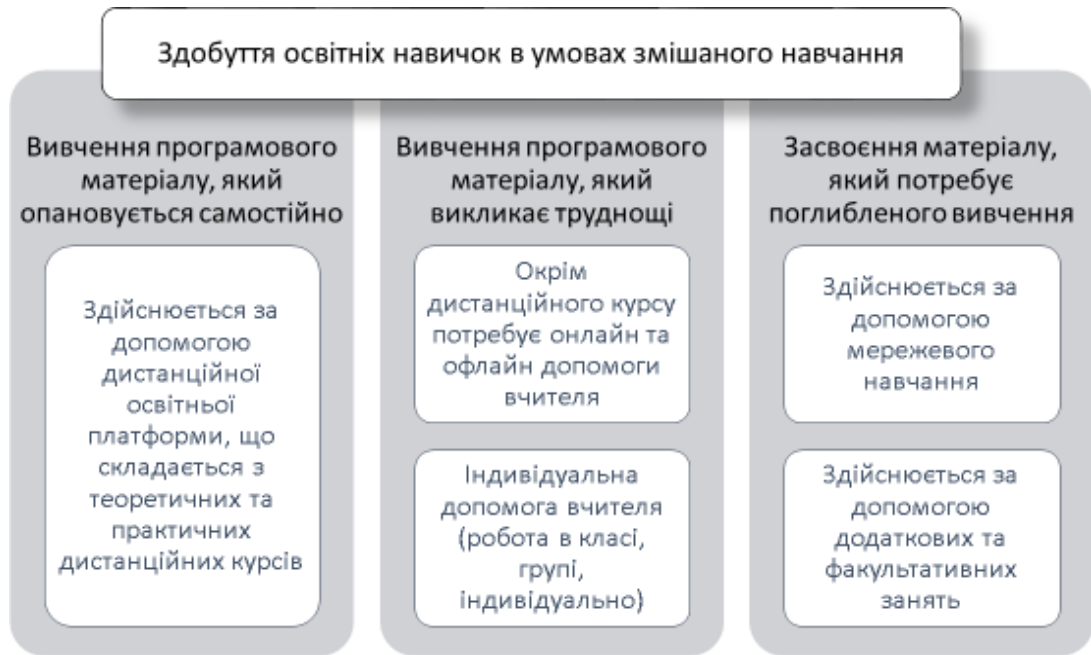 Здобуття освітніх навичок в умовах змішаного навчання
Вивчення програмового
матеріалу, який
опановується самостійно
Здійснюється за
допомогою
дистанційної
освітньої
платформи, що
складається з
теоретичних та
практичних
дистанційних курсів
Вивчення програмового
матеріалу, який
викликає труднощі
Окрім
дистанційного курсу
потребує онлайн та
офлайн допомоги
вчителя
Індивідуальна
допомога вчителя
(робота в класі,
групі,
індивідуально)
Засвоєння матеріалу,
який потребує
поглибленого вивчення
Здійснюється за
допомогою
мережевого
навчання
Здійснюється за
допомогою
додаткових та
факультативних
занять